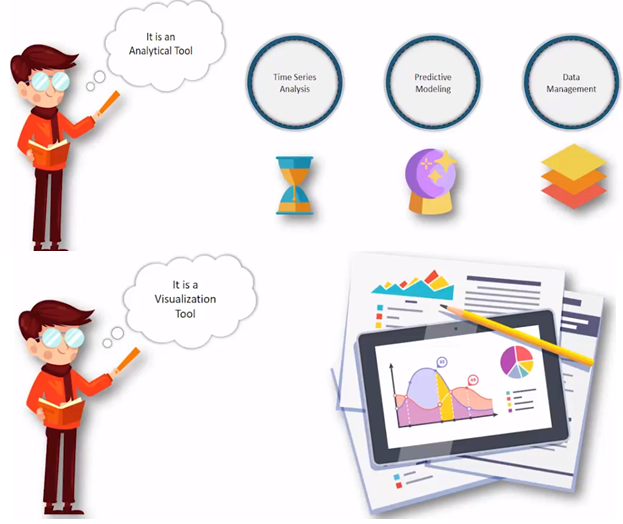 It is an
Analytical Tool
Time Series
Analysis
Predictive
Modeling
Data
Management
It is a
Visualization
Tool